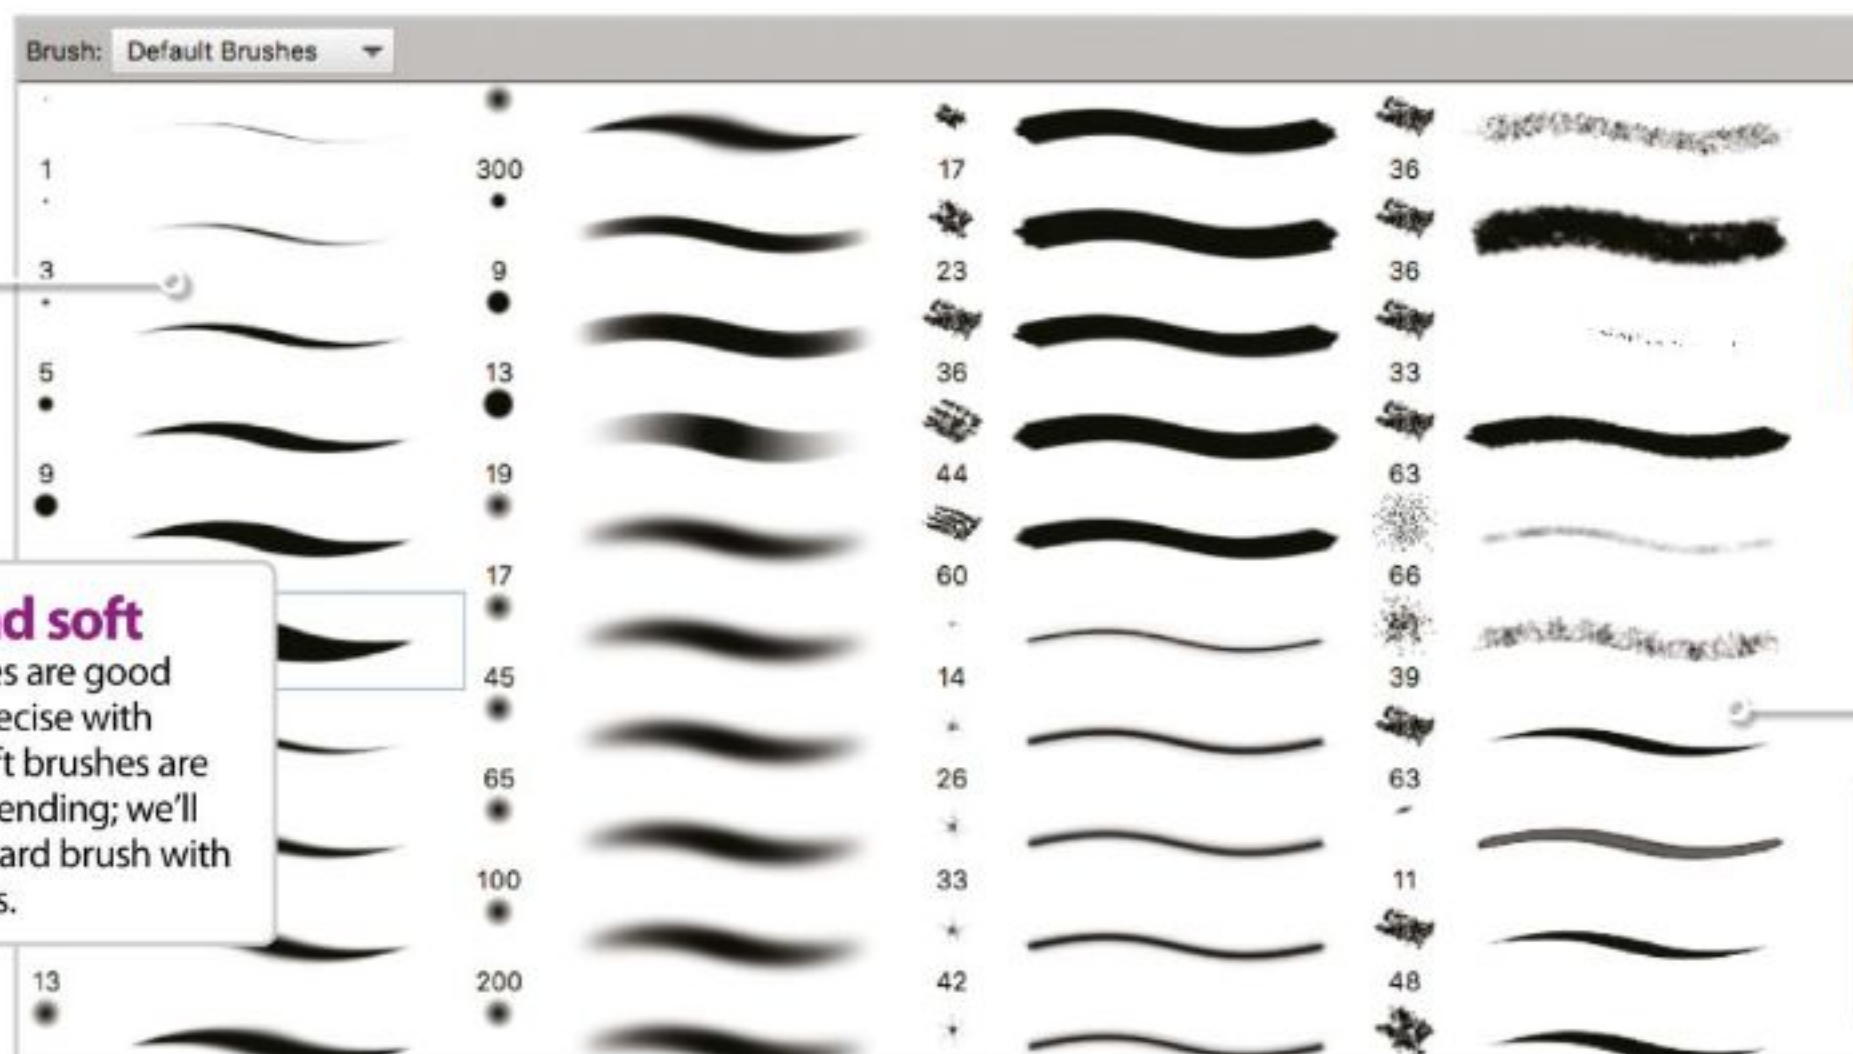 Brush: Default Brushes
1 300 17 36
3 9 23 36
5 13 36 33
9 19 44 63
17 60 66
d soft
es are good
45 14 39
ecise with
ft brushes are
65 26 63
ending; we'll
ard brush with
100 33 11
s.
13 200 42 48